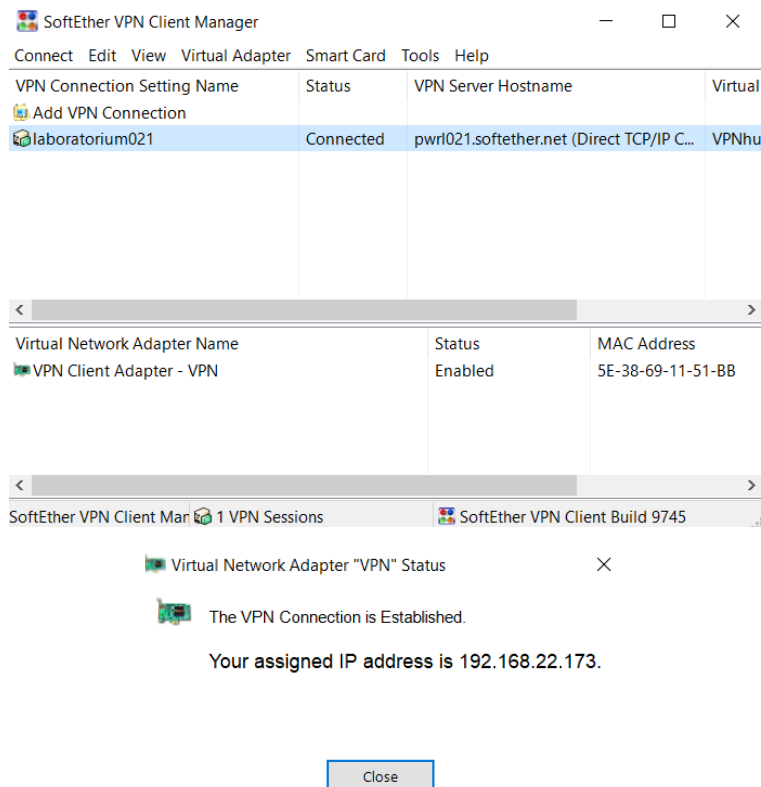 SoftEther VPN Client Manager
Connect Edit View Virtual Adapter Smart Card Tools Help
VPN Connection Setting Name Status VPN Server Hostname Virtual
Add VPN Connection
laboratorium021 Connected pwrl021.softether.net (Direct TCP/IP C... VPNhu
Virtual Network Adapter Name Status MAC Address
VPN Client Adapter - VPN Enabled 5E-38-69-11-51-BB
SoftEther VPN Client Man 1 VPN Sessions SoftEther VPN Client Build 9745
Virtual Network Adapter "VPN" Status
The VPN Connection is Established.
Your assigned IP address is 192.168.22.173.
Close